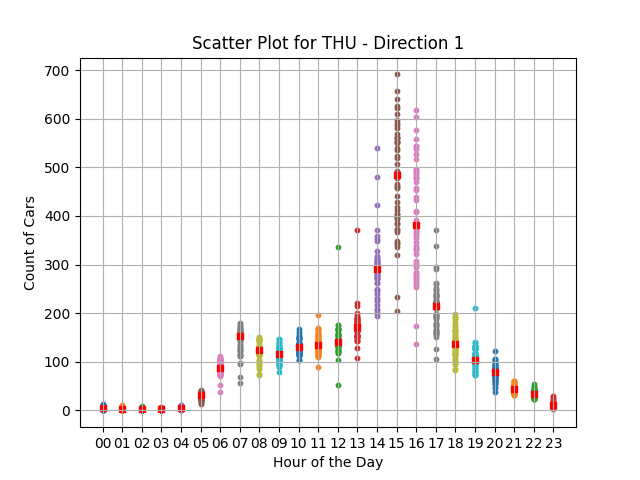 Scatter Plot for THU - Direction 1
700
600
500
400
300
200
100
0
Count of Cars
00 01 02 03 04 05 06 07 08 09 10 11 12 13 14 15 16 17 18 19 20 21 22 23
Hour of the Day